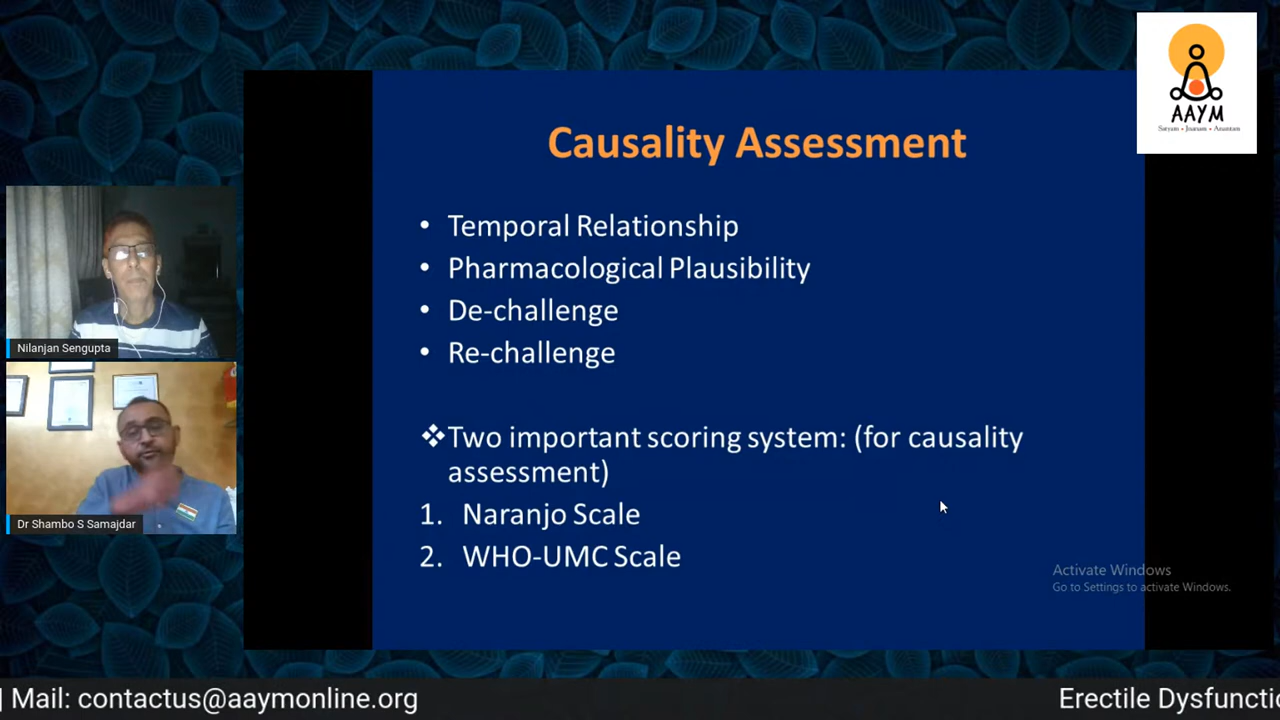 AAYM
Satyam • Jnanam • Anantam
Causality Assessment
• Temporal Relationship
• Pharmacological Plausibility
• De-challenge
• Re-challenge
❖Two important scoring system: (for causality
assessment)
1. Naranjo Scale
2. WHO-UMC Scale
Nilanjan Sengupta
Dr Shambo S Samajdar
Activate Windows
Go to Settings to activate Windows.
| Mail: contactus@aaymonline.org
Erectile Dysfunctio